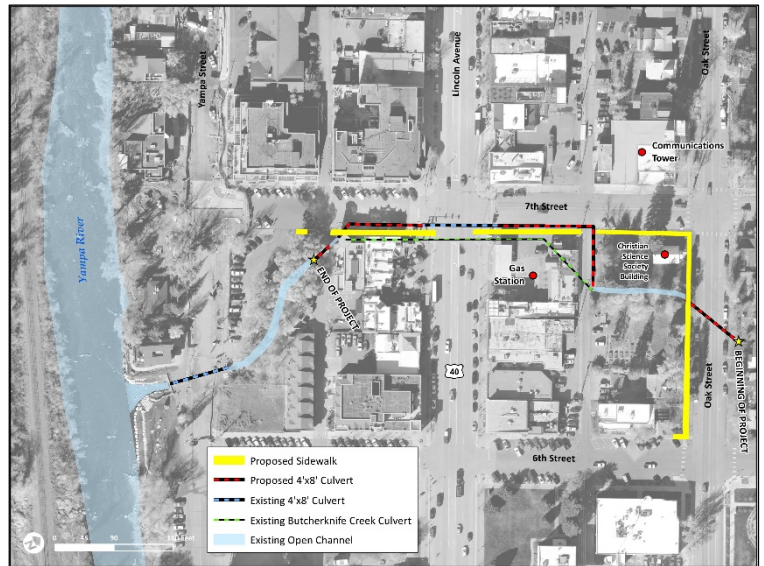 Yampa Street
Lincoln Avenue
Oak Street
Communications
Tower
7th Street
Yampa River
Christian
Science
Society
Building
Gas
Station
END OF PROJECT
40
Oak Street
BEGINNING OF PROJECT
6th Street
Proposed Sidewalk
Proposed 4'x8' Culvert
Existing 4'x8' Culvert
Existing Butcherknife Creek Culvert
Existing Open Channel
0 45 90
Feet